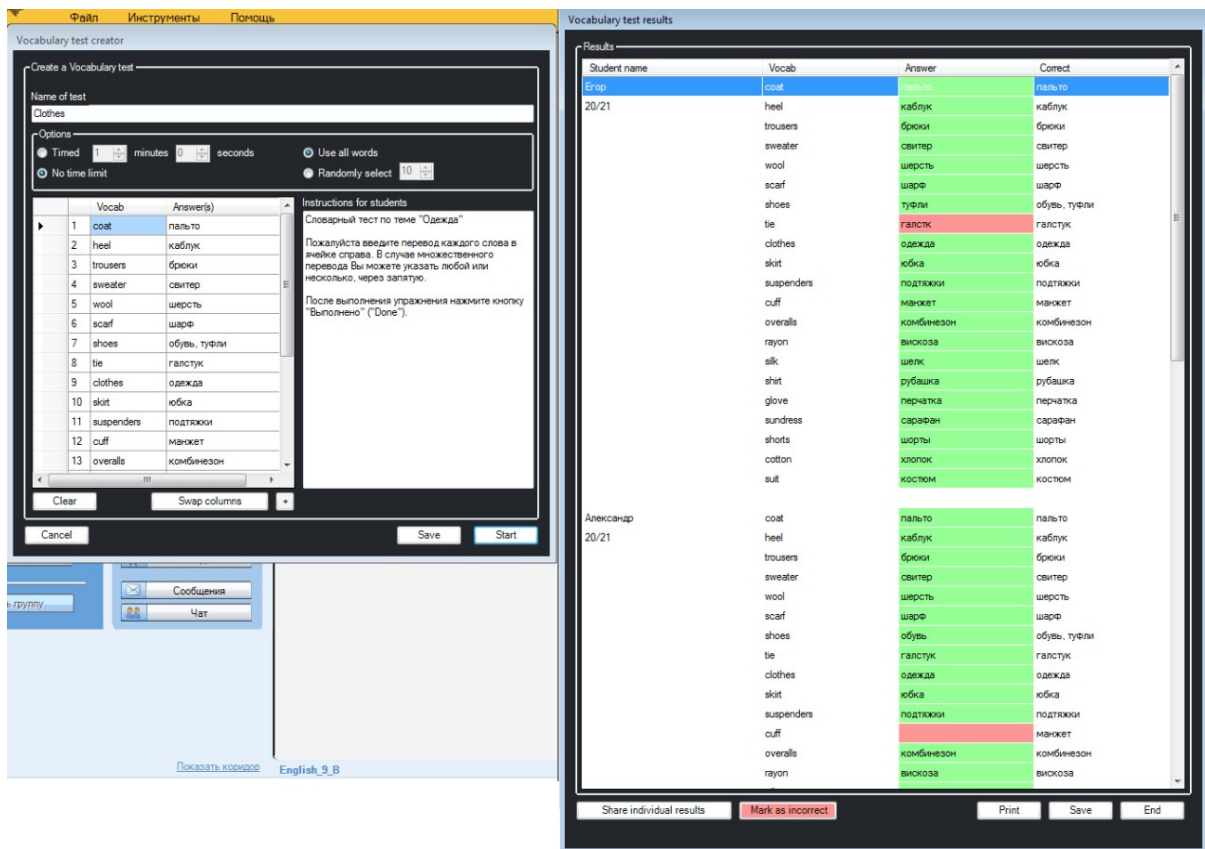 Файл Инструменты Помощь
Vocabulary test creator
Create a Vocabulary test
Name of test
Clothes
Options
Timed 1 minutes 0 seconds
Use all words
No time limit
Randomly select 10
Vocab Answer(s)
1 coat пальто
2 heel каблук
3 trousers брюки
4 sweater свитер
5 wool шерсть
6 scarf шарф
7 shoes обувь, туфли
8 tie галстук
9 clothes одежда
10 skirt юбка
11 suspenders подтяжки
12 cuff манжет
13 overalls комбинезон
Instructions for students
Словарный тест по теме "Одежда"
Пожалуйста введите перевод каждого слова в
ячейке справа. В случае множественного
перевода Вы можете указать любой или
несколько, через запятую.
После выполнения упражнения нажмите кнопку
"Выполнено" ("Done").
Clear Swap columns +
Cancel Save Start
Сообщения
ь группу
Чат
Показать коридор
English_9_B
Vocabulary test results
Results
Student name Vocab Answer Correct
Егор coat пальто пальто
20/21 heel каблук каблук
trousers брюки брюки
sweater свитер свитер
wool шерсть шерсть
scarf шарф шарф
shoes туфли обувь, туфли
tie галстк галстук
clothes одежда одежда
skirt юбка юбка
suspenders подтяжки подтяжки
cuff манжет манжет
overalls комбинезон комбинезон
rayon вискоза вискоза
silk шелк шелк
shirt рубашка рубашка
glove перчатка перчатка
sundress сарафан сарафан
shorts шорты шорты
cotton хлопок хлопок
suit костюм костюм
Александр coat пальто пальто
20/21 heel каблук каблук
trousers брюки брюки
sweater свитер свитер
wool шерсть шерсть
scarf шарф шарф
shoes обувь обувь, туфли
tie галстук галстук
clothes одежда одежда
skirt юбка юбка
suspenders подтяжки подтяжки
cuff манжет
overalls комбинезон комбинезон
rayon вискоза вискоза
Share individual results Mark as incorrect Print Save End